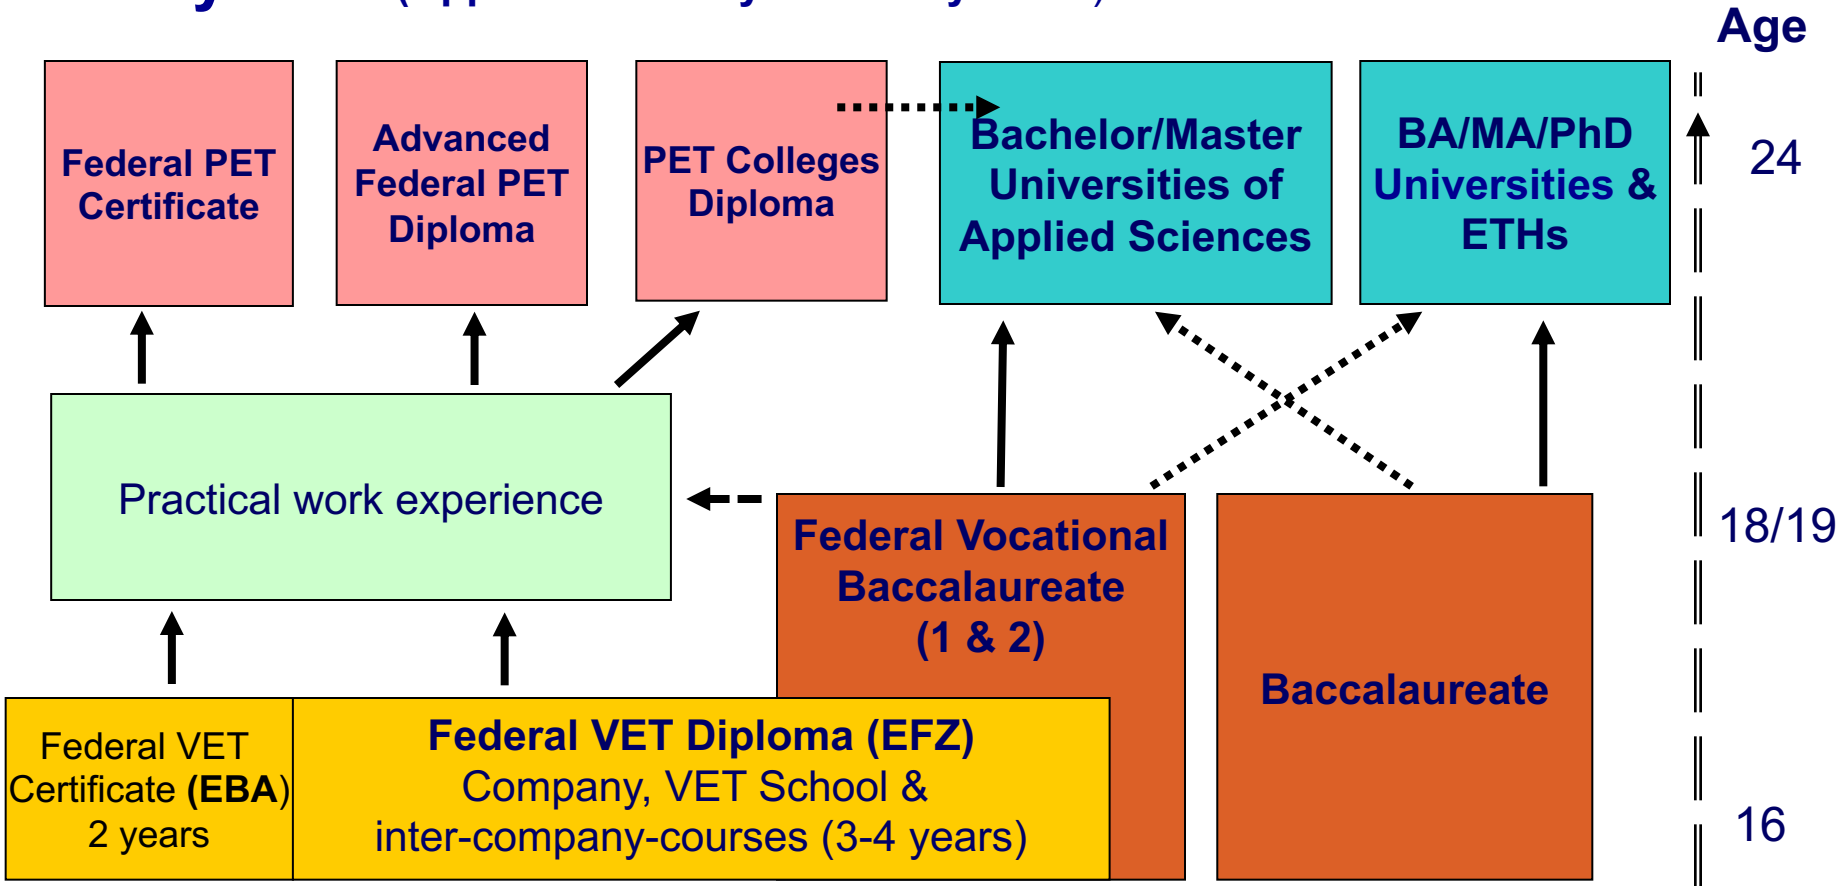 Age
Federal PET
Certificate
Advanced
Federal PET
Diploma
PET Colleges
Diploma
Bachelor/Master
Universities of
Applied Sciences
BA/MA/PhD
Universities &
ETHs
24
Practical work experience
Federal Vocational
Baccalaureate
(1 & 2)
Baccalaureate
18/19
Federal VET
Certificate (EBA)
2 years
Federal VET Diploma (EFZ)
Company, VET School &
inter-company-courses (3-4 years)
16